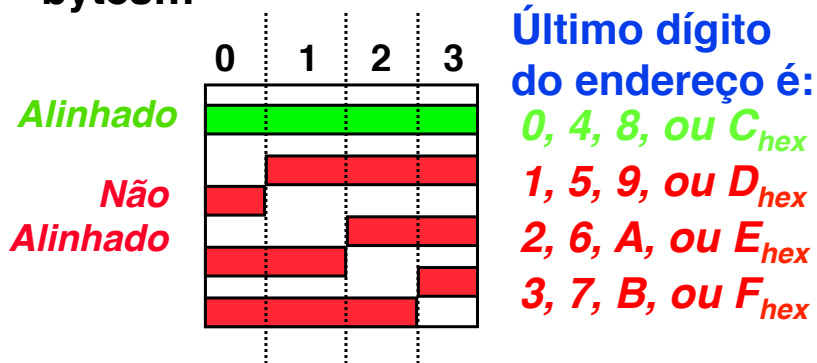 bytes...
0 1 2 3
Último dígito
do endereço é:
Alinhado
0, 4, 8, ou Chex
1, 5, 9, ou Dhex
Não
Alinhado
2, 6, A, ou Ehex
3, 7, B, ou Fhex